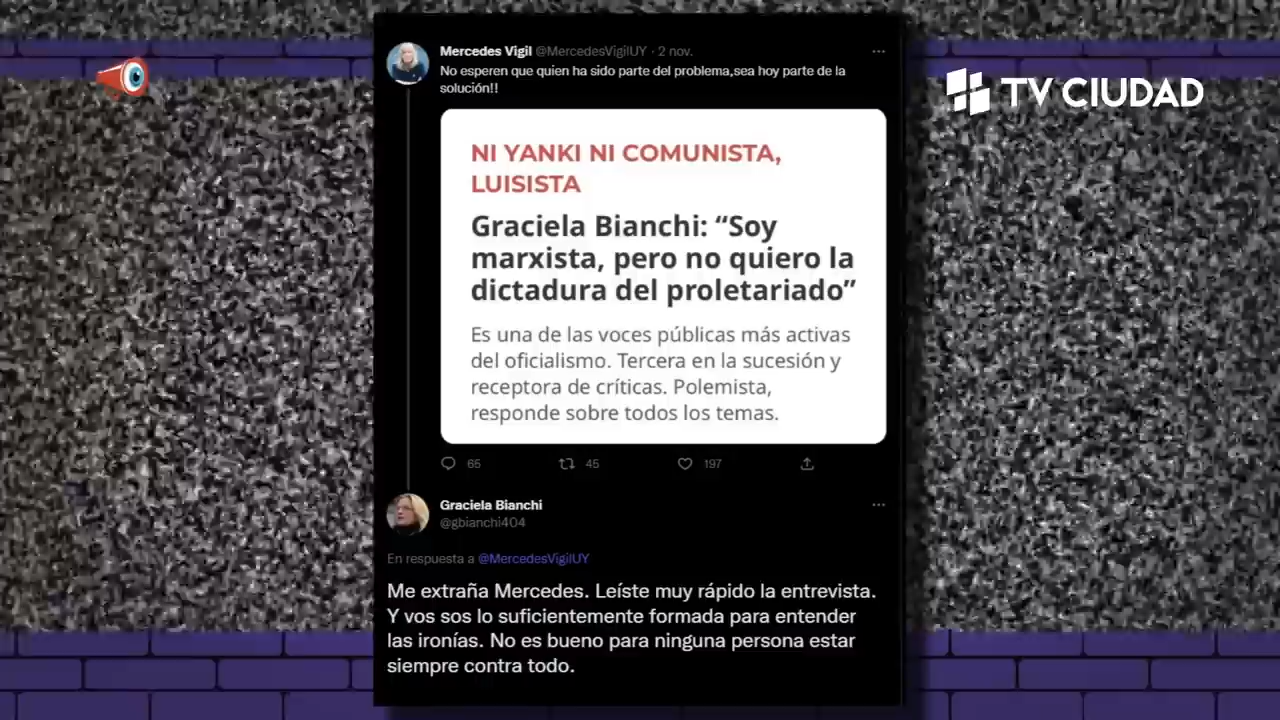 Mercedes Vigil @MercedesVigilUY · 2 nov.
No esperen que quien ha sido parte del problema,sea hoy parte de la
solución!!
TV CIUDAD
NI YANKI NI COMUNISTA,
LUISISTA
Graciela Bianchi: “Soy
marxista, pero no quiero la
dictadura del proletariado”
Es una de las voces públicas más activas
del oficialismo. Tercera en la sucesión y
receptora de críticas. Polemista,
responde sobre todos los temas.
65 45 197
Graciela Bianchi
@gbianchi404
En respuesta a @MercedesVigilUY
Me extraña Mercedes. Leíste muy rápido la entrevista.
Y vos sos lo suficientemente formada para entender
las ironías. No es bueno para ninguna persona estar
siempre contra todo.